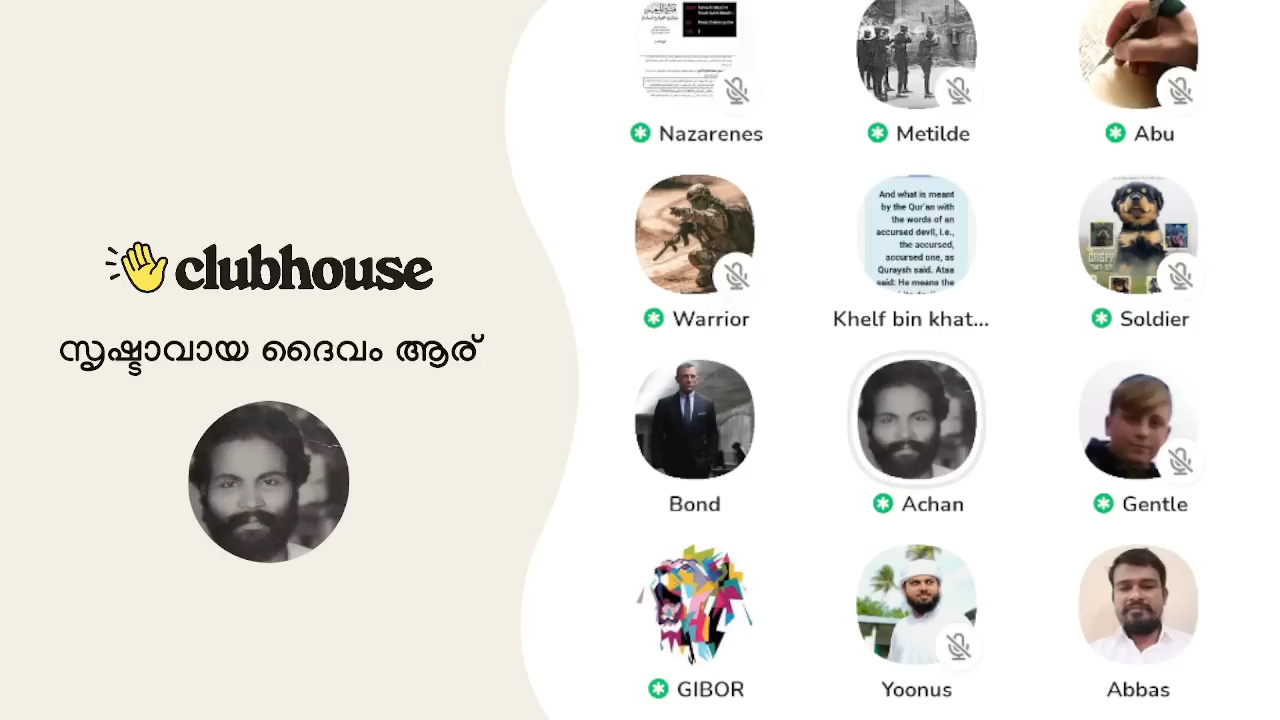 clubhouse
സൃഷ്ടാവായ ദൈവം ആര്
Nazarenes
Metilde
Abu
And what is meant
by the Qur'an with
the words of an
accursed devil, i.e.,
the accursed,
accursed one, as
Quraysh said. Ataa
said: He means the
Warrior
Khelf bin khat...
Soldier
Bond
Achan
Gentle
GIBOR
Yoonus
Abbas